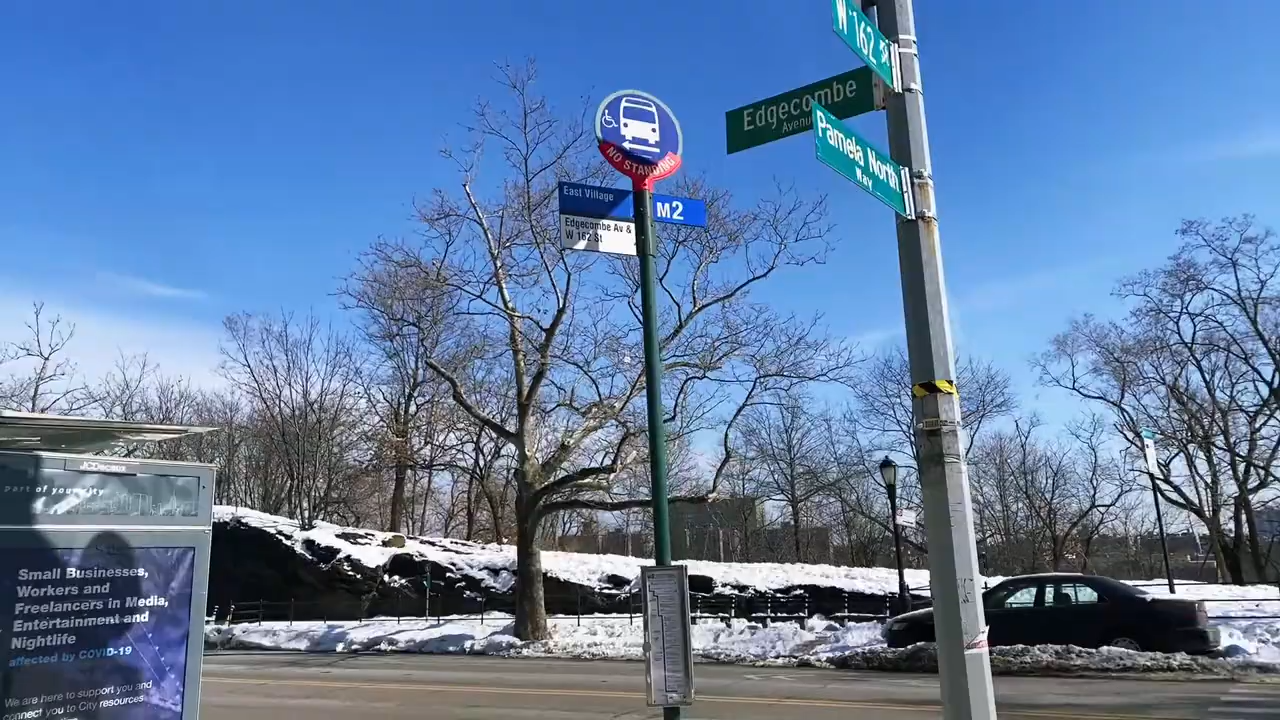 W 162 St
Edgecombe
Avenue
Pamela North
Way
NO STANDING
East Village
M2
Edgecombe Av &
W 162 St
JCDecaux
part of your city
Small Businesses,
Workers and
Freelancers in Media,
Entertainment and
Nightlife
affected by COVID-19
We are here to support you and
connect you to City resources